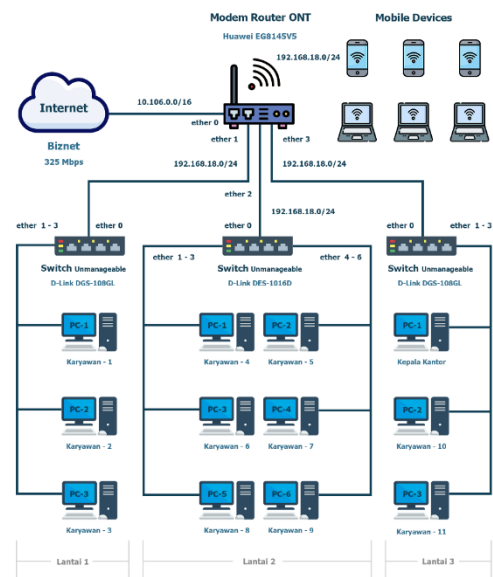 Modem Router ONT
Huawei EG8145V5
Mobile Devices
192.168.18.0/24
Internet
10.106.0.0/16
ether 0
Biznet
325 Mbps
ether 1
ether 3
192.168.18.0/24
192.168.18.0/24
ether 2
192.168.18.0/24
ether 1 - 3
ether 0
ether 0
ether 0
ether 1 - 3
ether 1 - 3
ether 4 - 6
Switch Unmanageable
D-Link DGS-108GL
Switch Unmanageable
D-Link DES-1016D
Switch Unmanageable
D-Link DGS-108GL
PC-1
Karyawan - 1
PC-1
Karyawan - 4
PC-2
Karyawan - 5
PC-1
Kepala Kantor
PC-2
Karyawan - 2
PC-3
Karyawan - 6
PC-4
Karyawan - 7
PC-2
Karyawan - 10
PC-3
Karyawan - 3
PC-5
Karyawan - 8
PC-6
Karyawan - 9
PC-3
Karyawan - 11
Lantai 1
Lantai 2
Lantai 3